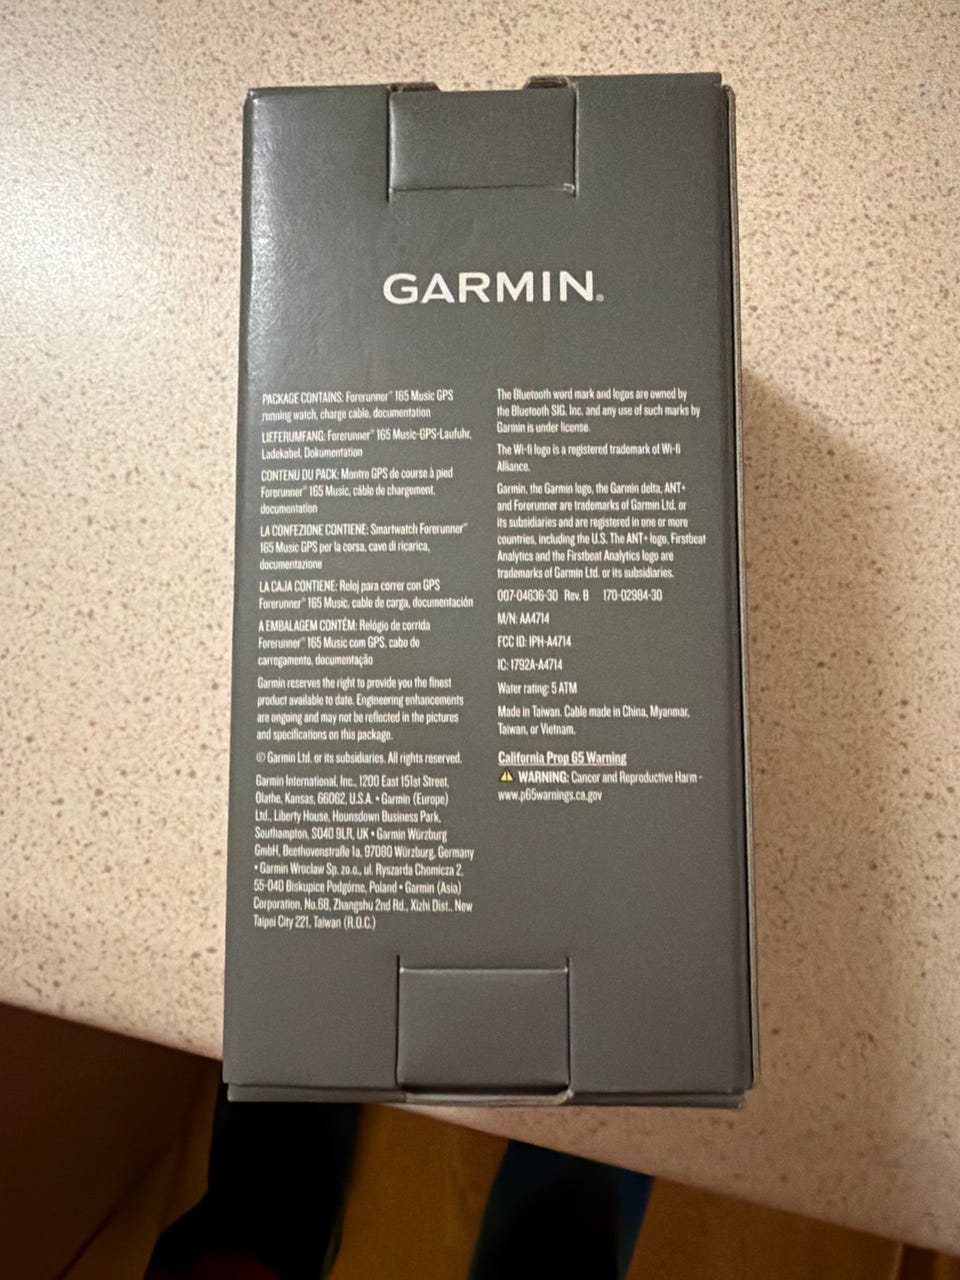 GARMIN®
PACKAGE CONTAINS: Forerunner® 165 Music GPS
running watch, charge cable, documentation
LIEFERUMFANG: Forerunner® 165 Music-GPS-Laufuhr,
Ladekabel, Dokumentation
CONTENU DU PACK: Montre GPS de course à pied
Forerunner® 165 Music, câble de chargement,
documentation
LA CONFEZIONE CONTIENE: Smartwatch Forerunner®
165 Music GPS per la corsa, cavo di ricarica,
documentazione
LA CAJA CONTIENE: Reloj para correr con GPS
Forerunner® 165 Music, cable de carga, documentación
A EMBALAGEM CONTÉM: Relógio de corrida
Forerunner® 165 Music com GPS, cabo de
carregamento, documentação
Garmin reserves the right to provide you the finest
product available to date. Engineering enhancements
are ongoing and may not be reflected in the pictures
and specifications on this package.
© Garmin Ltd. or its subsidiaries. All rights reserved.
Garmin International, Inc., 1200 East 151st Street,
Olathe, Kansas, 66062, U.S.A. • Garmin (Europe)
Ltd., Liberty House, Hounsdown Business Park,
Southampton, SO40 9LR, UK • Garmin Würzburg
GmbH, Beethovenstraße 1a, 97080 Würzburg, Germany
• Garmin Wrocław Sp. zo.o., ul. Ryszarda Chomicza 2,
55-040 Biskupice Podgórne, Poland • Garmin (Asia)
Corporation, No.68, Zhangshu 2nd Rd., Xizhi Dist., New
Taipei City 221, Taiwan (R.O.C.)
The Bluetooth word mark and logos are owned by
the Bluetooth SIG, Inc. and any use of such marks by
Garmin is under license.
The Wi-fi logo is a registered trademark of Wi-fi
Alliance.
Garmin, the Garmin logo, the Garmin delta, ANT+
and Forerunner are trademarks of Garmin Ltd. or
its subsidiaries and are registered in one or more
countries, including the U.S. The ANT+ logo, Firstbeat
Analytics and the Firstbeat Analytics logo are
trademarks of Garmin Ltd. or its subsidiaries.
007-04636-30 Rev. B 170-02984-30
M/N: AA4714
FCC ID: IPH-A4714
IC: 1792A-A4714
Water rating: 5 ATM
Made in Taiwan. Cable made in China, Myanmar,
Taiwan, or Vietnam.
California Prop 65 Warning
⚠ WARNING: Cancer and Reproductive Harm -
www.p65warnings.ca.gov